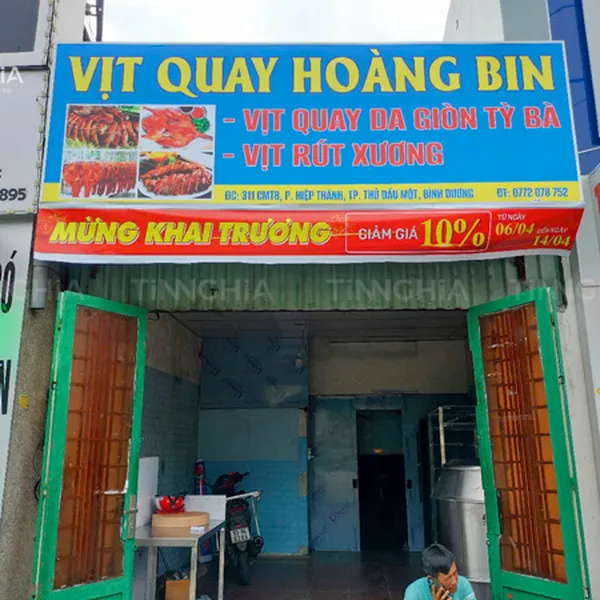 VỊT QUAY HOÀNG BIN
- VỊT QUAY DA GIÒN TỲ BÀ
- VỊT RÚT XƯƠNG
ĐC: 311 CMT8, P. HIỆP THÀNH, TP. THỦ DẦU MỘT, BÌNH DƯƠNG ĐT: 0772 078 752
MỪNG KHAI TRƯƠNG GIẢM GIÁ 10% TỪ NGÀY 06/04 ĐẾN NGÀY 14/04
895
TiNNGHiA